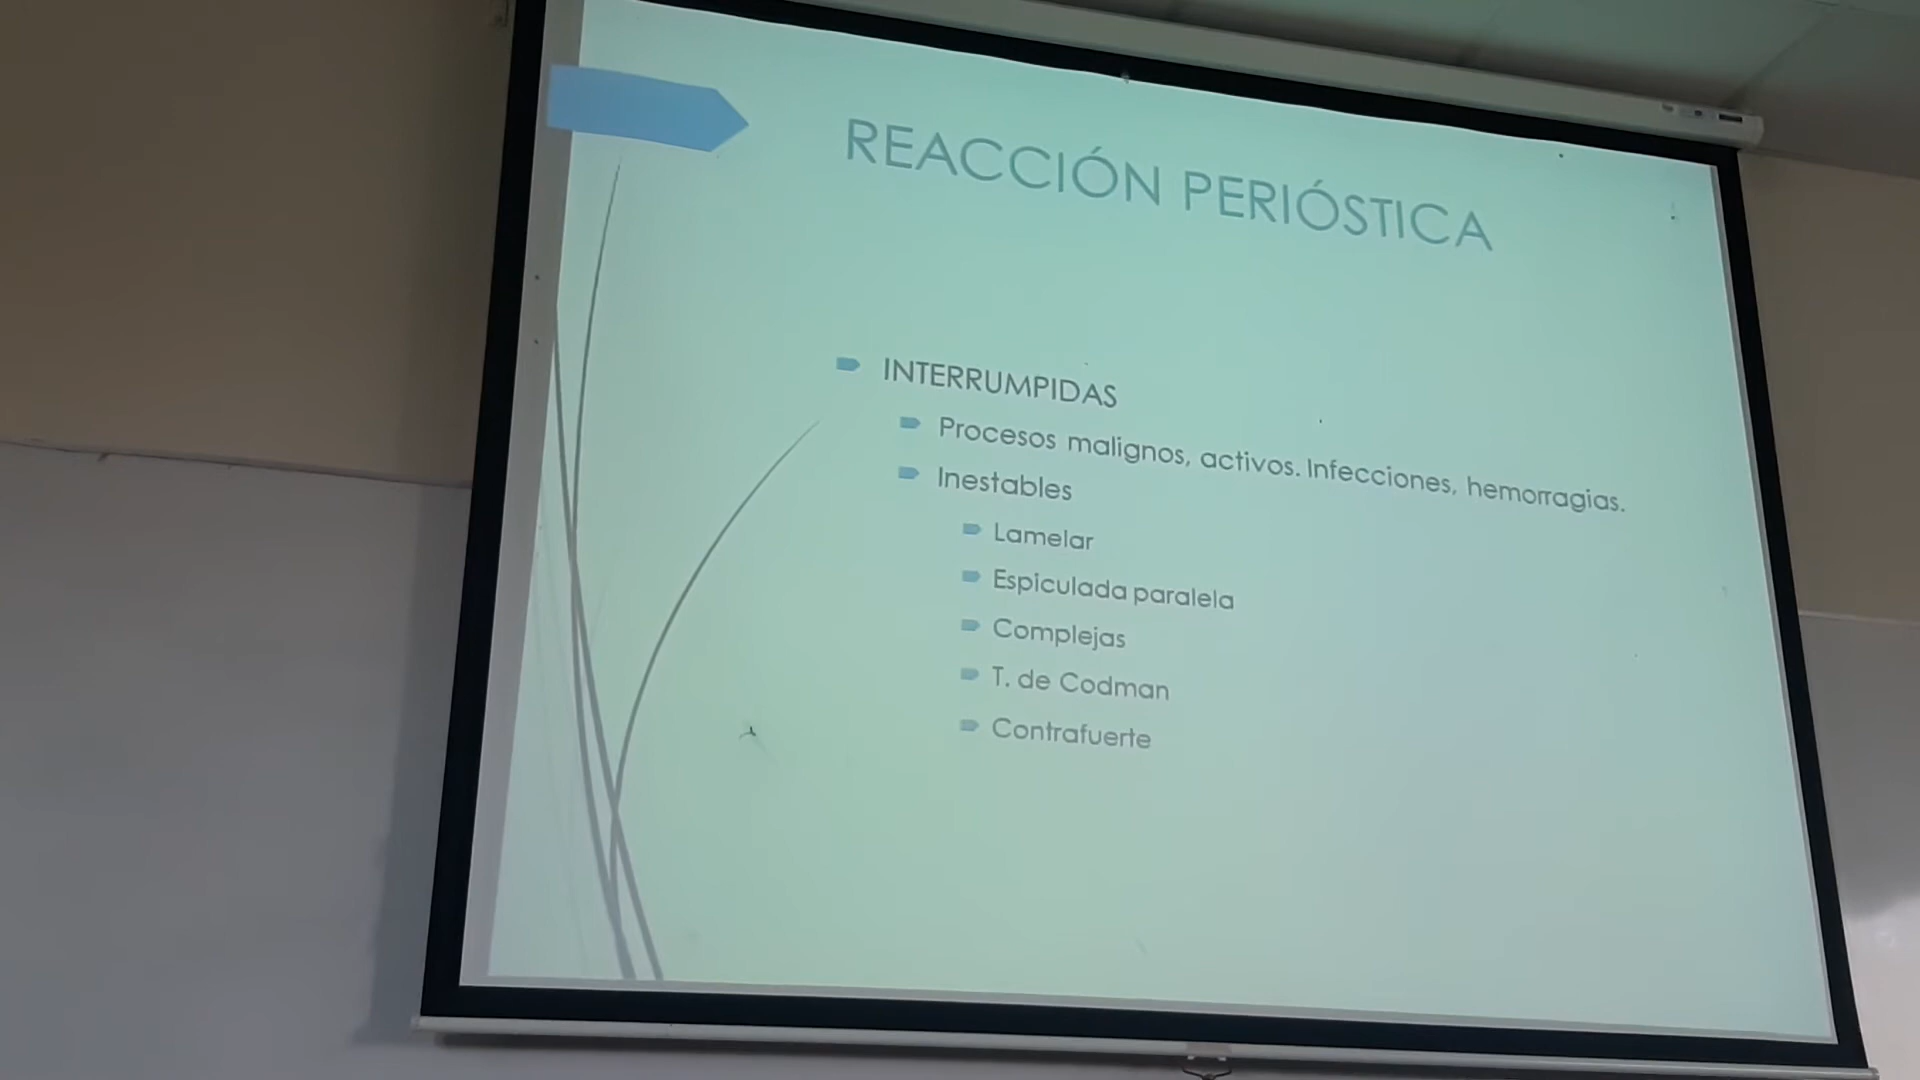 REACCIÓN PERIÓSTICA
INTERRUMPIDAS
Procesos malignos, activos. Infecciones, hemorragias.
Inestables
Lamelar
Espiculada paralela
Complejas
T. de Codman
Contrafuerte